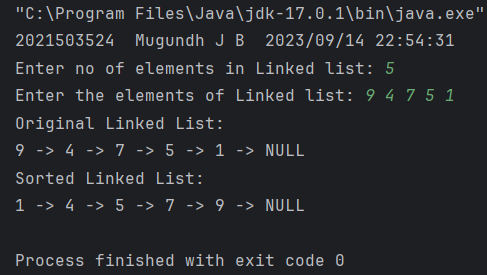 "C:\Program Files\Java\jdk-17.0.1\bin\java.exe"
2021503524  Mugundh J B  2023/09/14 22:54:31
Enter no of elements in Linked list: 5
Enter the elements of Linked list: 9 4 7 5 1
Original Linked List:
9 -> 4 -> 7 -> 5 -> 1 -> NULL
Sorted Linked List:
1 -> 4 -> 5 -> 7 -> 9 -> NULL
Process finished with exit code 0